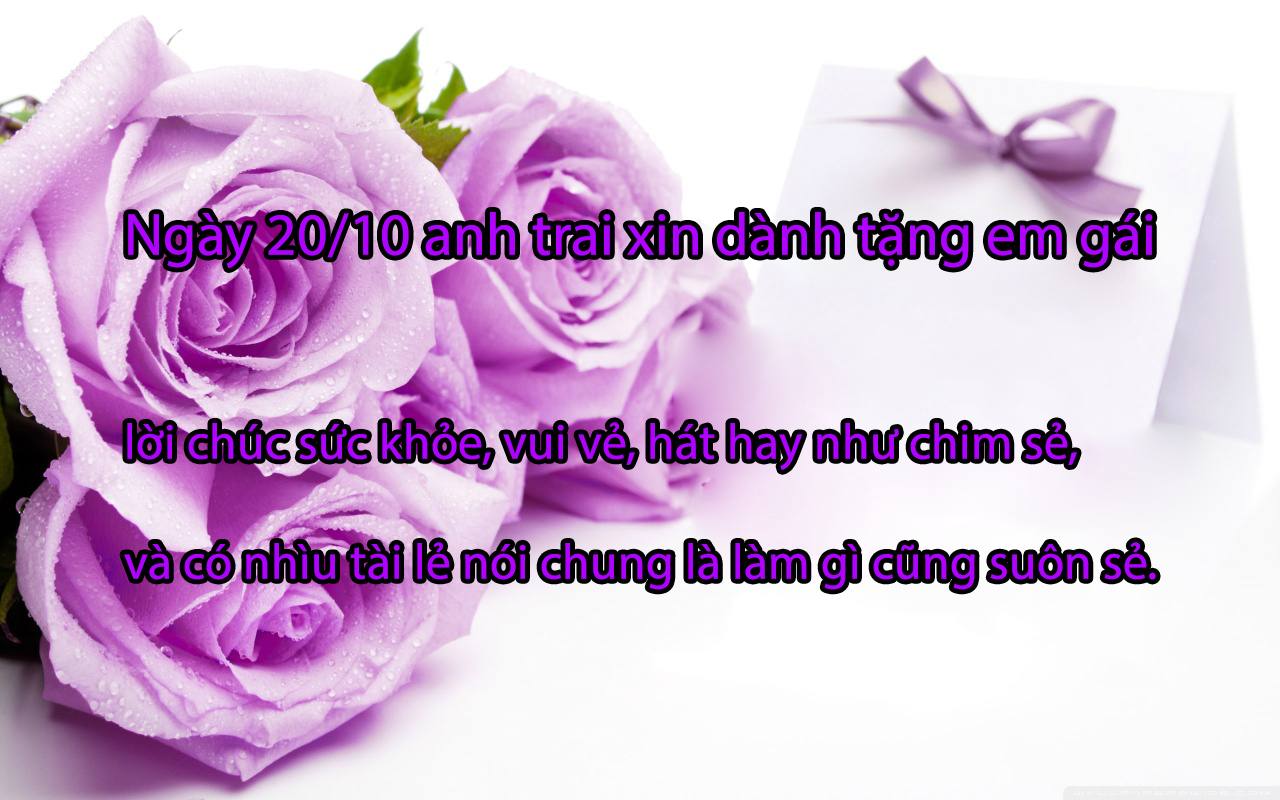 Ngày 20/10 anh trai xin dành tặng em gái
lời chúc sức khỏe, vui vẻ, hát hay như chim sẻ,
và có nhìu tài lẻ nói chung là làm gì cũng suôn sẻ.